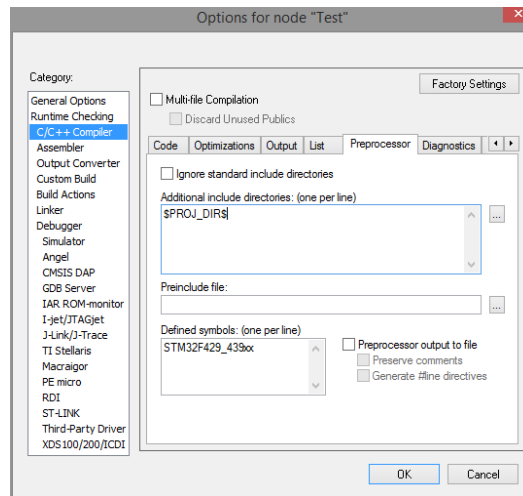 Options for node "Test"
Category:
General Options
Runtime Checking
C/C++ Compiler
Assembler
Output Converter
Custom Build
Build Actions
Linker
Debugger
Simulator
Angel
CMSIS DAP
GDB Server
IAR ROM-monitor
I-jet/JTAGjet
J-Link/J-Trace
TI Stellaris
Macraigor
PE micro
RDI
ST-LINK
Third-Party Driver
XDS100/200/ICDI
Factory Settings
Multi-file Compilation
Discard Unused Publics
Code Optimizations Output List Preprocessor Diagnostics
Ignore standard include directories
Additional include directories: (one per line)
$PROJ_DIR$
...
Preinclude file:
...
Defined symbols: (one per line)
STM32F429_439xx
Preprocessor output to file
Preserve comments
Generate #line directives
OK Cancel